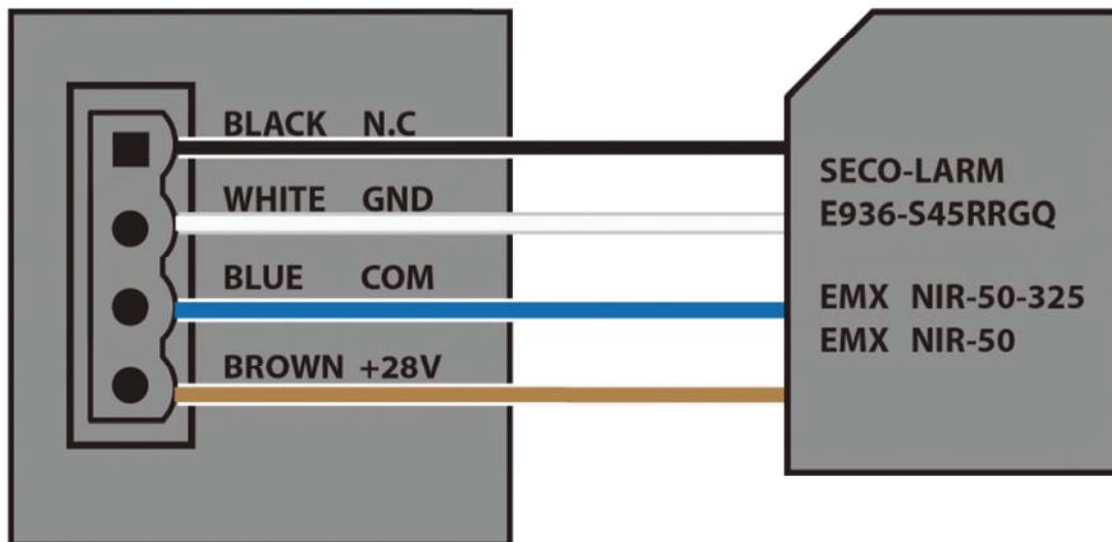 BLACK N.C
WHITE GND
BLUE COM
BROWN +28V
SECO-LARM
E936-S45RRGQ
EMX NIR-50-325
EMX NIR-50